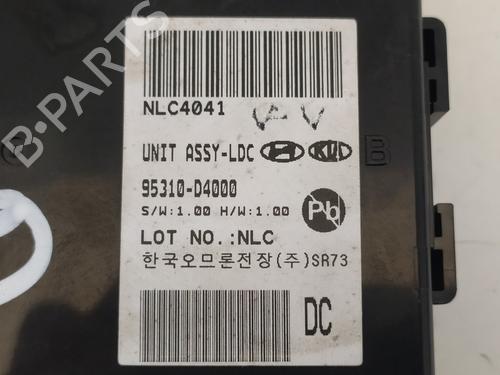 NLC4041
UNIT ASSY-LDC KIA B
95310-D4000
S/W:1.00 H/W:1.00 Pb
LOT NO.:NLC
한국오므론전장(주)SR73
DC
B-PARTS